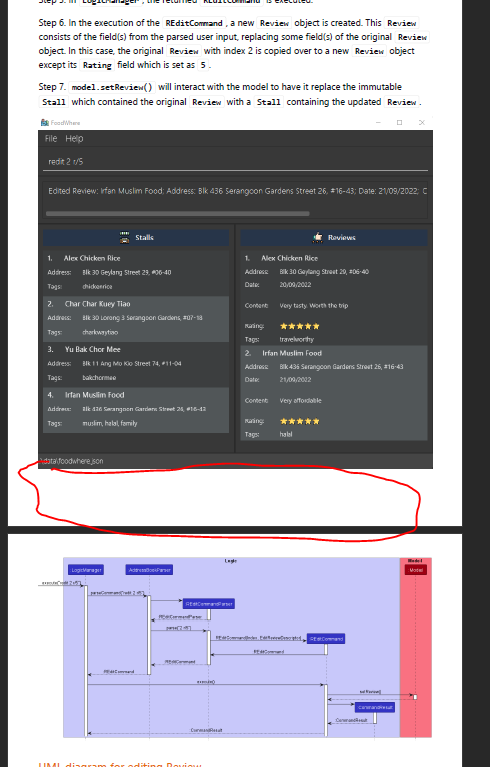 Step 5. In LogicManager, the returned REditCommand is executed.
Step 6. In the execution of the REditCommand , a new Review object is created. This Review
consists of the field(s) from the parsed user input, replacing some fields of the original Review
object. In this case, the original Review with index 2 is copied over to a new Review object
except its Rating field which is set as 5 .
Step 7. model.setReview() will interact with the model to have it replace the immutable
Stall which contained the original Review with a Stall containing the updated Review .
FoodWhere
File Help
redit 2 r/5
Edited Review: Irfan Muslim Food; Address: Blk 436 Serangoon Gardens Street 26, #16-43; Date: 21/09/2022; C
Stalls
Reviews
1. Alex Chicken Rice
Address: Blk 30 Geylang Street 29, #06-40
Tags: chickenrice
2. Char Char Kuey Tiao
Address: Blk 30 Lorong 3 Serangoon Gardens, #07-18
Tags: charkwaytiao
3. Yu Bak Chor Mee
Address: Blk 11 Ang Mo Kio Street 74, #11-04
Tags: bakchormee
4. Irfan Muslim Food
Address: Blk 436 Serangoon Gardens Street 26, #16-43
Tags: muslim, halal, family
1. Alex Chicken Rice
Address: Blk 30 Geylang Street 29, #06-40
Date: 20/09/2022
Content: Very tasty. Worth the trip
Rating: ★★★★★
Tags: travelworthy
2. Irfan Muslim Food
Address: Blk 436 Serangoon Gardens Street 26, #16-43
Date: 21/09/2022
Content: Very affordable
Rating: ★★★★★
Tags: halal
\data\foodwhere.json
Logic
Model
:LogicManager
:AddressBookParser
:Model
execute("redit 2 r/5")
parseCommand("redit 2 r/5")
:REditCommandParser
REditCommandParser
parse("2 r/5")
REditCommand(index, EditReviewDescriptor)
:REditCommand
REditCommand
REditCommand
REditCommand
execute()
setReview()
:CommandResult
CommandResult
CommandResult
UML diagram for editing Review